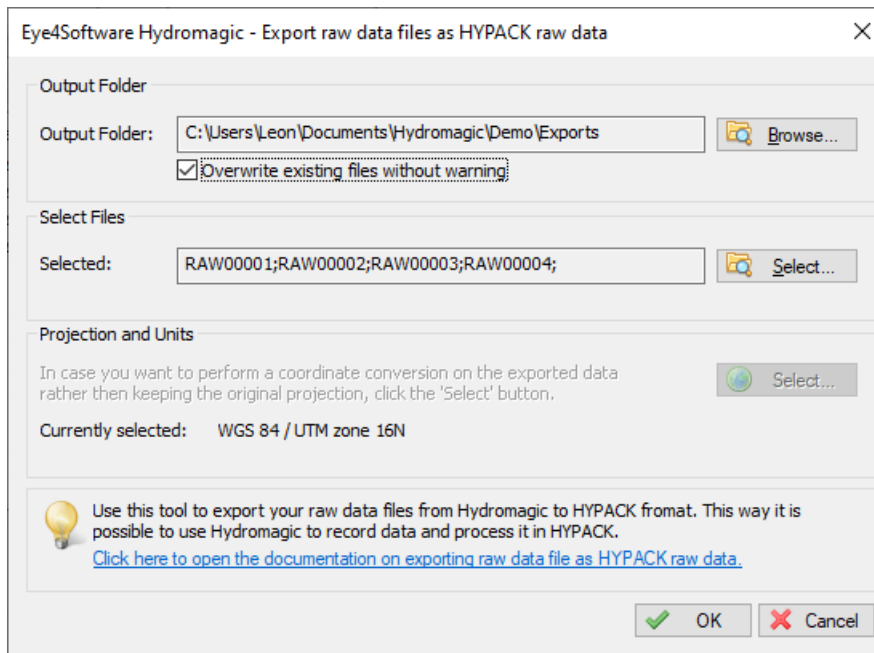 Eye4Software Hydromagic - Export raw data files as HYPACK raw data
Output Folder
Output Folder:
C:\Users\Leon\Documents\Hydromagic\Demo\Exports
Browse...
Overwrite existing files without warning
Select Files
Selected:
RAW00001;RAW00002;RAW00003;RAW00004;
Select...
Projection and Units
In case you want to perform a coordinate conversion on the exported data
rather then keeping the original projection, click the 'Select' button.
Select...
Currently selected:
WGS 84 / UTM zone 16N
Use this tool to export your raw data files from Hydromagic to HYPACK fromat. This way it is
possible to use Hydromagic to record data and process it in HYPACK.
Click here to open the documentation on exporting raw data file as HYPACK raw data.
OK
Cancel